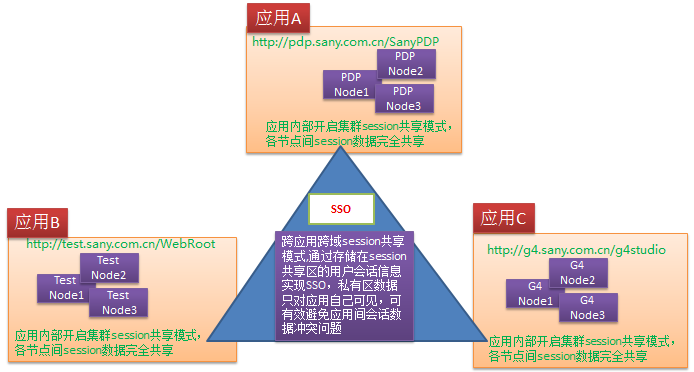 应用A
http://pdp.sany.com.cn/SanyPDP
PDP
Node2
PDP
Node1
PDP
Node3
应用内部开启集群session共享模式，
各节点间session数据完全共享
SSO
跨应用跨域session共享
模式,通过存储在session
共享区的用户会话信息
实现SSO，私有区数据
只对应用自己可见，可
有效避免应用间会话数
据冲突问题
应用B
http://test.sany.com.cn/WebRoot
Test
Node2
Test
Node1
Test
Node3
应用内部开启集群session共享模式，
各节点间session数据完全共享
应用C
http://g4.sany.com.cn/g4studio
G4
Node2
G4
Node1
G4
Node3
应用内部开启集群session共享模式，
各节点间session数据完全共享